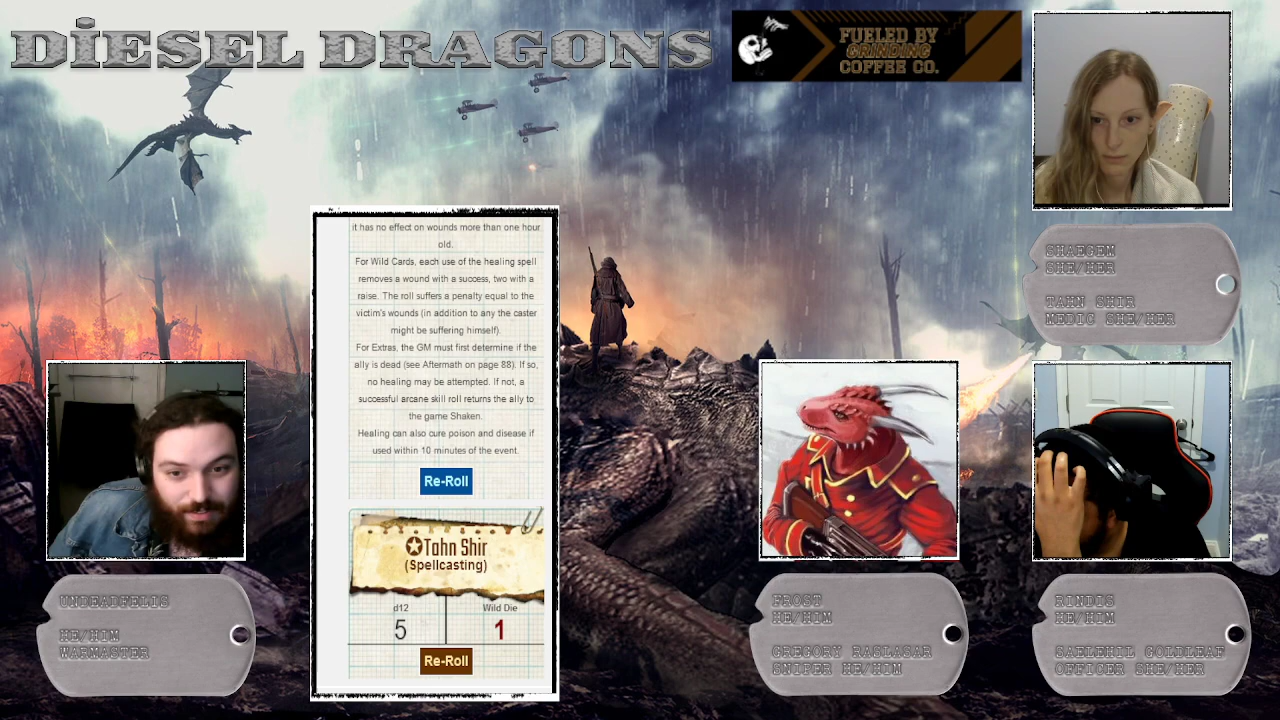 DİESEL DRAGONS
FUELED BY
GRINDING
COFFEE CO.
it has no effect on wounds more than one hour
old.
For Wild Cards, each use of the healing spell
removes a wound with a success, two with a
raise. The roll suffers a penalty equal to the
victim's wounds (in addition to any the caster
might be suffering himself).
For Extras, the GM must first determine if the
ally is dead (see Aftermath on page 88). If so,
no healing may be attempted. If not, a
successful arcane skill roll returns the ally to
the game Shaken.
Healing can also cure poison and disease if
used within 10 minutes of the event.
Re-Roll
Tahn Shir
(Spellcasting)
d12 Wild Die
5 1
Re-Roll
SHAEGEM
SHE/HER
TAHN SHIR
MEDIC SHE/HER
UNDEADFELIS
HE/HIM
WARMASTER
FROST
HE/HIM
GREGORY RASLASAR
SNIPER HE/HIM
RINDIS
HE/HIM
SAELEHIL GOLDLEAF
OFFICER SHE/HER